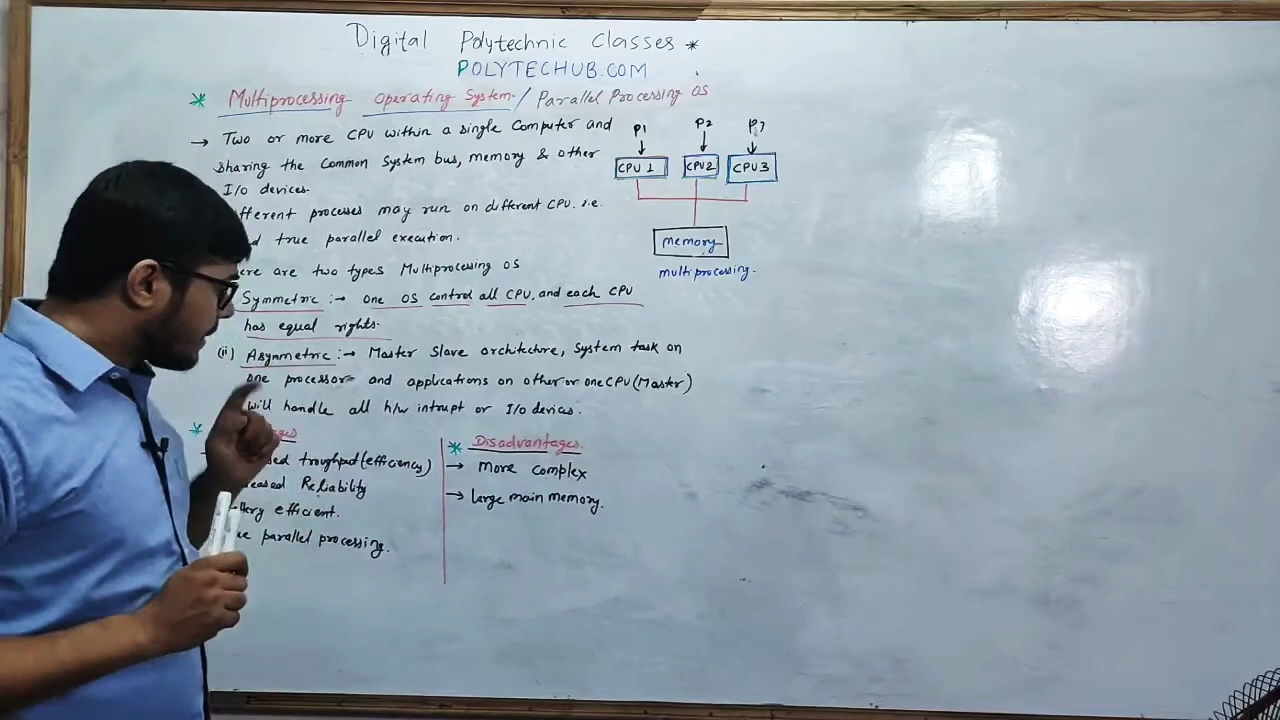 Digital Polytechnic Classes *
POLYTECHUB.COM
* Multiprocessing Operating System / Parallel Processing OS
→ Two or more CPU within a single Computer and
sharing the Common System bus, memory & other
I/o devices.
fferent processes may run on different CPU. i.e.
true parallel execution.
ere are two types Multiprocessing OS
Symmetric :→ one OS control all CPU, and each CPU
has equal rights.
(ii) Asymmetric :→ Master Slave architecture, System task on
one processor and applications on other or one CPU (Master)
will handle all h/w intrupt or I/o devices.
P1 P2
CPU 1 CPU2 CPU 3
memory
multiprocessing.
*
troughput (efficiency)
eased Reliability
efficient.
parallel processing.
* Disadvantages.
→ more complex
→ large main memory.